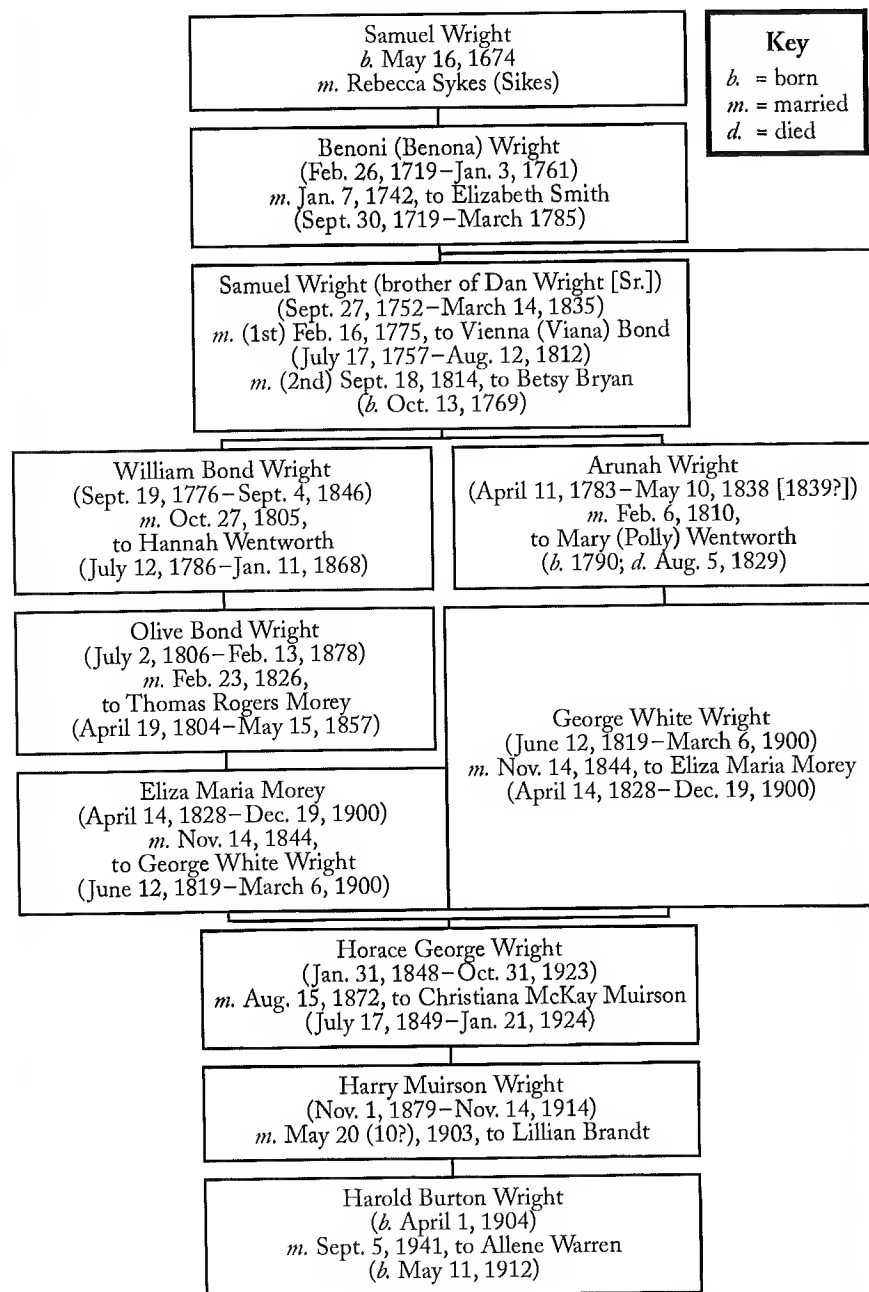 Samuel Wright
b. May 16, 1674
m. Rebecca Sykes (Sikes)
Key
b. = born
m. = married
d. = died
Benoni (Benona) Wright
(Feb. 26, 1719–Jan. 3, 1761)
m. Jan. 7, 1742, to Elizabeth Smith
(Sept. 30, 1719–March 1785)
Samuel Wright (brother of Dan Wright [Sr.])
(Sept. 27, 1752–March 14, 1835)
m. (1st) Feb. 16, 1775, to Vienna (Viana) Bond
(July 17, 1757–Aug. 12, 1812)
m. (2nd) Sept. 18, 1814, to Betsy Bryan
(b. Oct. 13, 1769)
William Bond Wright
(Sept. 19, 1776–Sept. 4, 1846)
m. Oct. 27, 1805,
to Hannah Wentworth
(July 12, 1786–Jan. 11, 1868)
Arunah Wright
(April 11, 1783–May 10, 1838 [1839?])
m. Feb. 6, 1810,
to Mary (Polly) Wentworth
(b. 1790; d. Aug. 5, 1829)
Olive Bond Wright
(July 2, 1806–Feb. 13, 1878)
m. Feb. 23, 1826,
to Thomas Rogers Morey
(April 19, 1804–May 15, 1857)
George White Wright
(June 12, 1819–March 6, 1900)
m. Nov. 14, 1844, to Eliza Maria Morey
(April 14, 1828–Dec. 19, 1900)
Eliza Maria Morey
(April 14, 1828–Dec. 19, 1900)
m. Nov. 14, 1844,
to George White Wright
(June 12, 1819–March 6, 1900)
Horace George Wright
(Jan. 31, 1848–Oct. 31, 1923)
m. Aug. 15, 1872, to Christiana McKay Muirson
(July 17, 1849–Jan. 21, 1924)
Harry Muirson Wright
(Nov. 1, 1879–Nov. 14, 1914)
m. May 20 (10?), 1903, to Lillian Brandt
Harold Burton Wright
(b. April 1, 1904)
m. Sept. 5, 1941, to Allene Warren
(b. May 11, 1912)